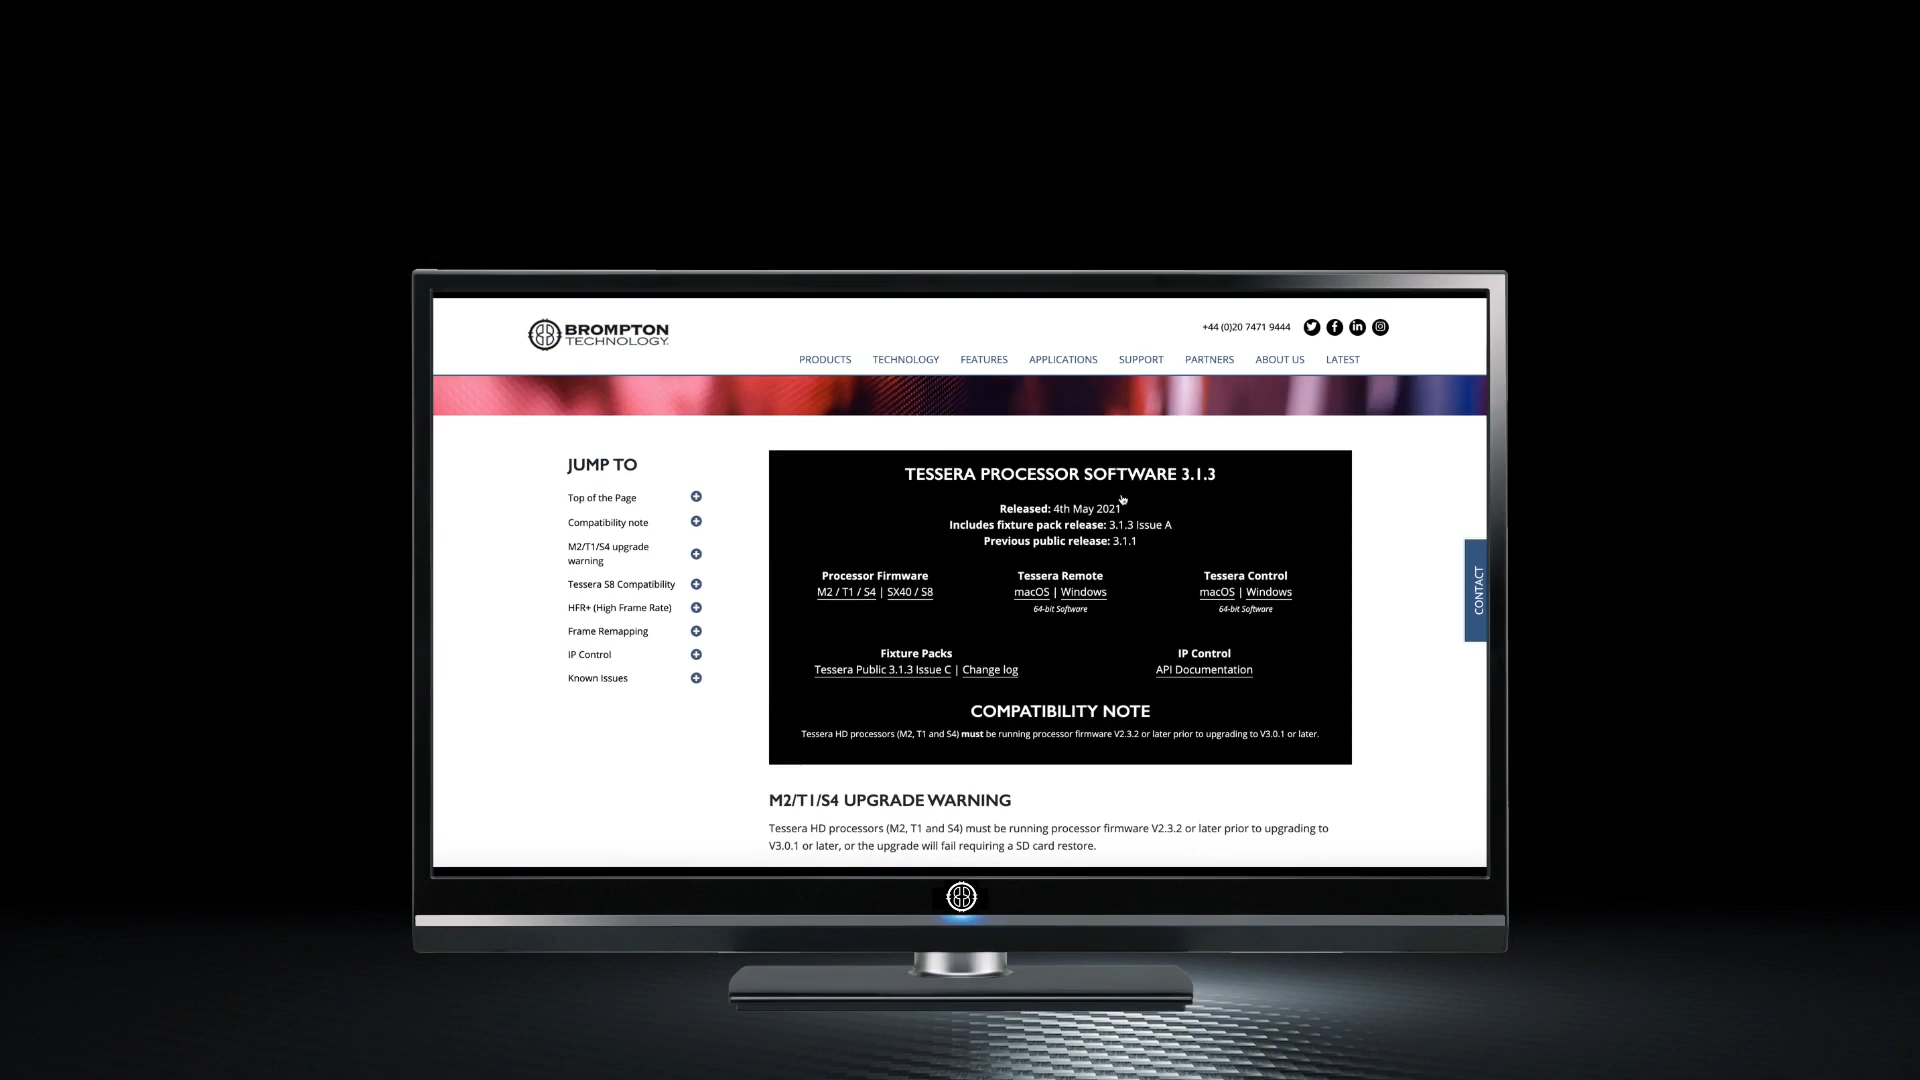 BROMPTON
TECHNOLOGY
+44 (0)20 7471 9444
PRODUCTS TECHNOLOGY FEATURES APPLICATIONS SUPPORT PARTNERS ABOUT US LATEST
JUMP TO
Top of the Page
Compatibility note
M2/T1/S4 upgrade
warning
Tessera S8 Compatibility
HFR+ (High Frame Rate)
Frame Remapping
IP Control
Known Issues
TESSERA PROCESSOR SOFTWARE 3.1.3
Released: 4th May 2021
Includes fixture pack release: 3.1.3 Issue A
Previous public release: 3.1.1
Processor Firmware
M2 / T1 / S4 | SX40 / S8
Tessera Remote
macOS | Windows
64-bit Software
Tessera Control
macOS | Windows
64-bit Software
Fixture Packs
Tessera Public 3.1.3 Issue C | Change log
IP Control
API Documentation
COMPATIBILITY NOTE
Tessera HD processors (M2, T1 and S4) must be running processor firmware V2.3.2 or later prior to upgrading to V3.0.1 or later.
M2/T1/S4 UPGRADE WARNING
Tessera HD processors (M2, T1 and S4) must be running processor firmware V2.3.2 or later prior to upgrading to
V3.0.1 or later, or the upgrade will fail requiring a SD card restore.
CONTACT